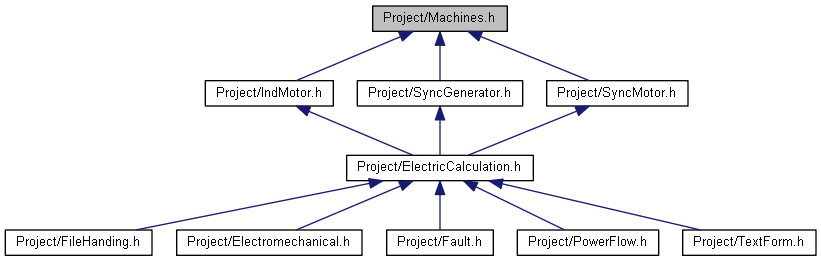 Project/Machines.h
Project/IndMotor.h
Project/SyncGenerator.h
Project/SyncMotor.h
Project/ElectricCalculation.h
Project/FileHanding.h
Project/Electromechanical.h
Project/Fault.h
Project/PowerFlow.h
Project/TextForm.h